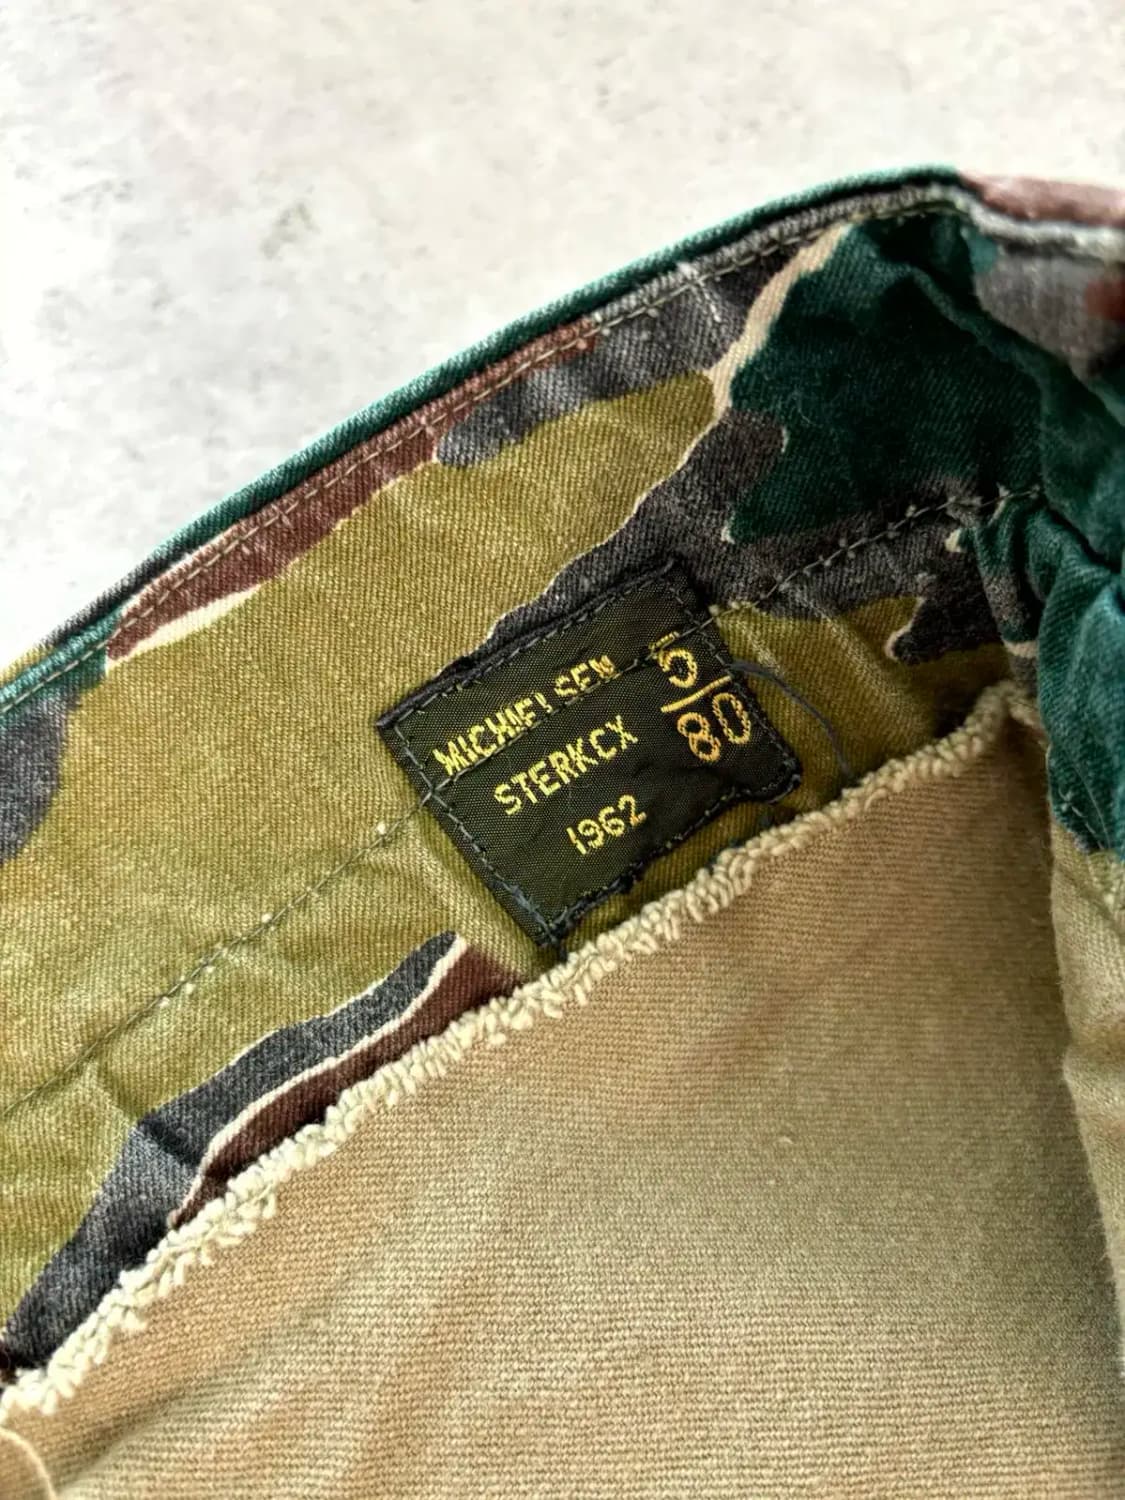 MICHIELSEN
STERKCX
1962
5/80